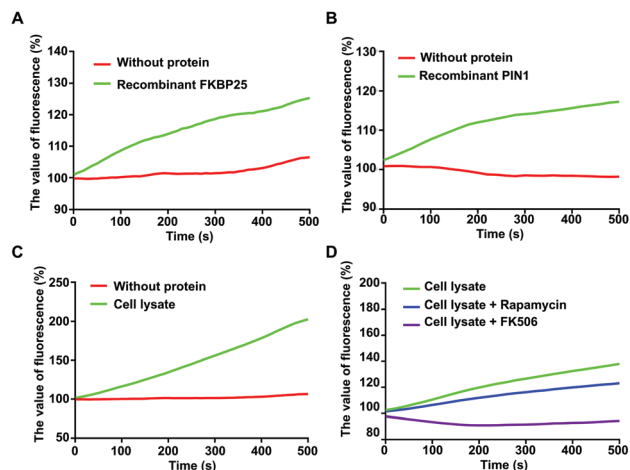 A
The value of fluorescence (%)
140
130
120
110
100
90
0
100
200
300
400
500
Time (s)
Without protein
Recombinant FKBP25
B
The value of fluorescence (%)
130
120
110
100
90
0
100
200
300
400
500
Time (s)
Without protein
Recombinant PIN1
C
The value of fluorescence (%)
250
200
150
100
50
0
100
200
300
400
500
Time (s)
Without protein
Cell lysate
D
The value of fluorescence (%)
200
180
160
140
120
100
80
0
100
200
300
400
500
Time (s)
Cell lysate
Cell lysate + Rapamycin
Cell lysate + FK506